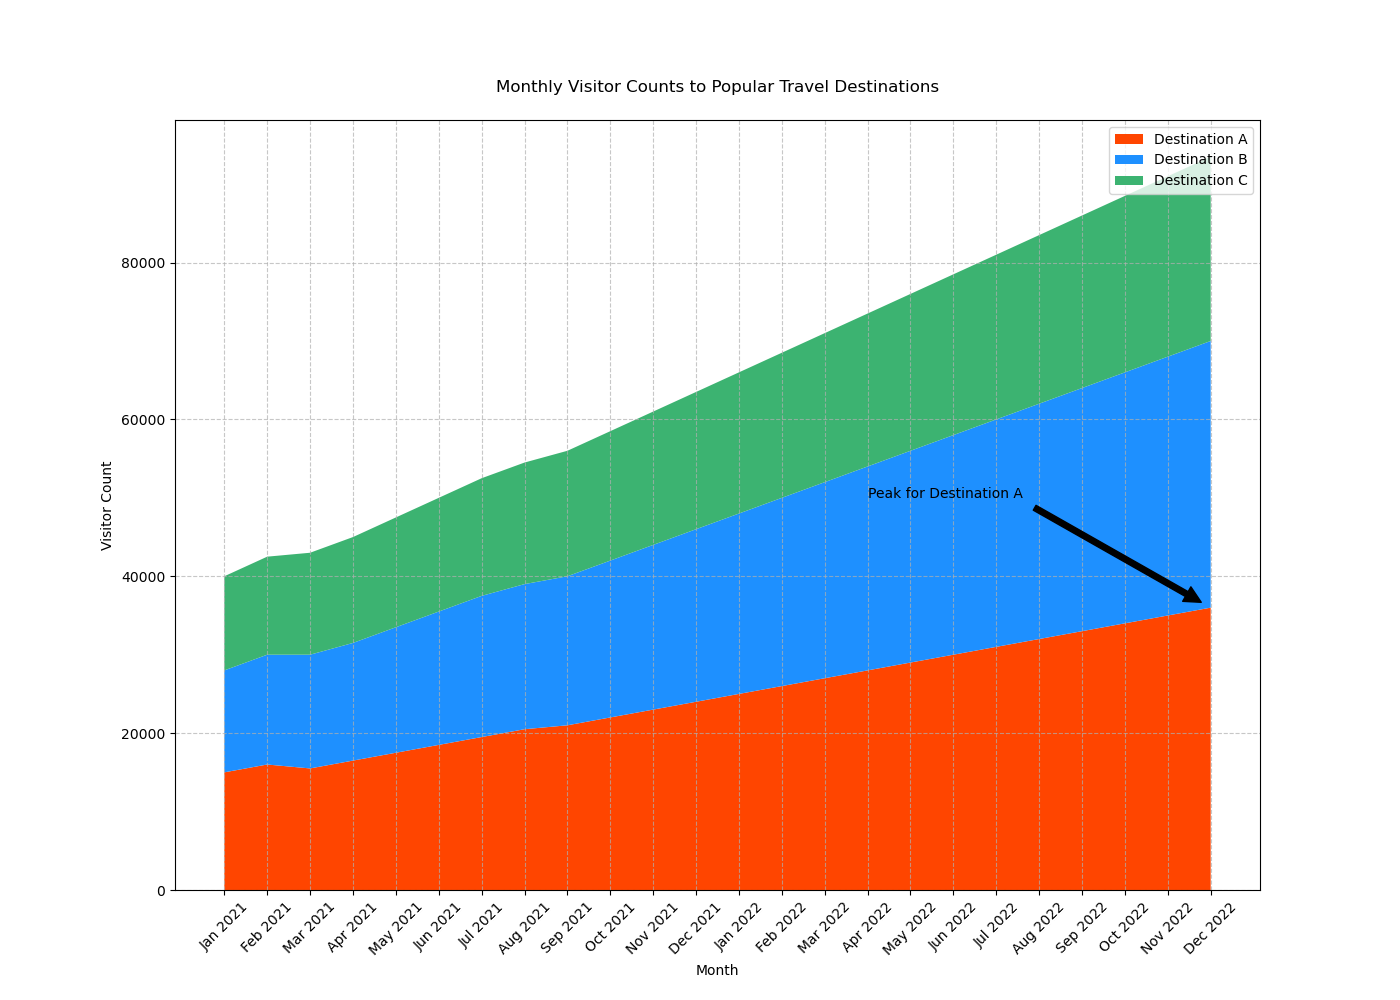 Monthly Visitor Counts to Popular Travel Destinations
Destination A
Destination B
Destination C
80000
60000
40000
20000
0
Visitor Count
Peak for Destination A
Jan 2021
Feb 2021
Mar 2021
Apr 2021
May 2021
Jun 2021
Jul 2021
Aug 2021
Sep 2021
Oct 2021
Nov 2021
Dec 2021
Jan 2022
Feb 2022
Mar 2022
Apr 2022
May 2022
Jun 2022
Jul 2022
Aug 2022
Sep 2022
Oct 2022
Nov 2022
Dec 2022
Month